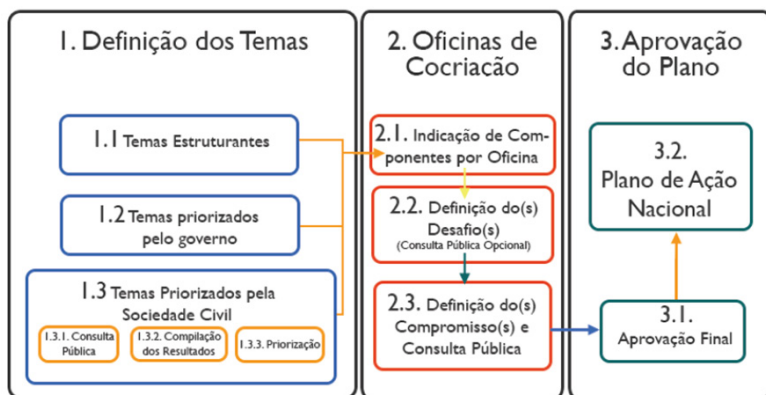 1. Definição dos Temas
1.1 Temas Estruturantes
1.2 Temas priorizados
pelo governo
1.3 Temas Priorizados pela
Sociedade Civil
1.3.1. Consulta
Pública
1.3.2. Compilação
dos Resultados
1.3.3. Priorização
2. Oficinas de
Cocriação
2.1. Indicação de Com-
ponentes por Oficina
2.2. Definição do(s)
Desafio(s)
(Consulta Pública Opcional)
2.3. Definição do(s)
Compromisso(s) e
Consulta Pública
3. Aprovação
do Plano
3.2.
Plano de Ação
Nacional
3.1.
Aprovação Final